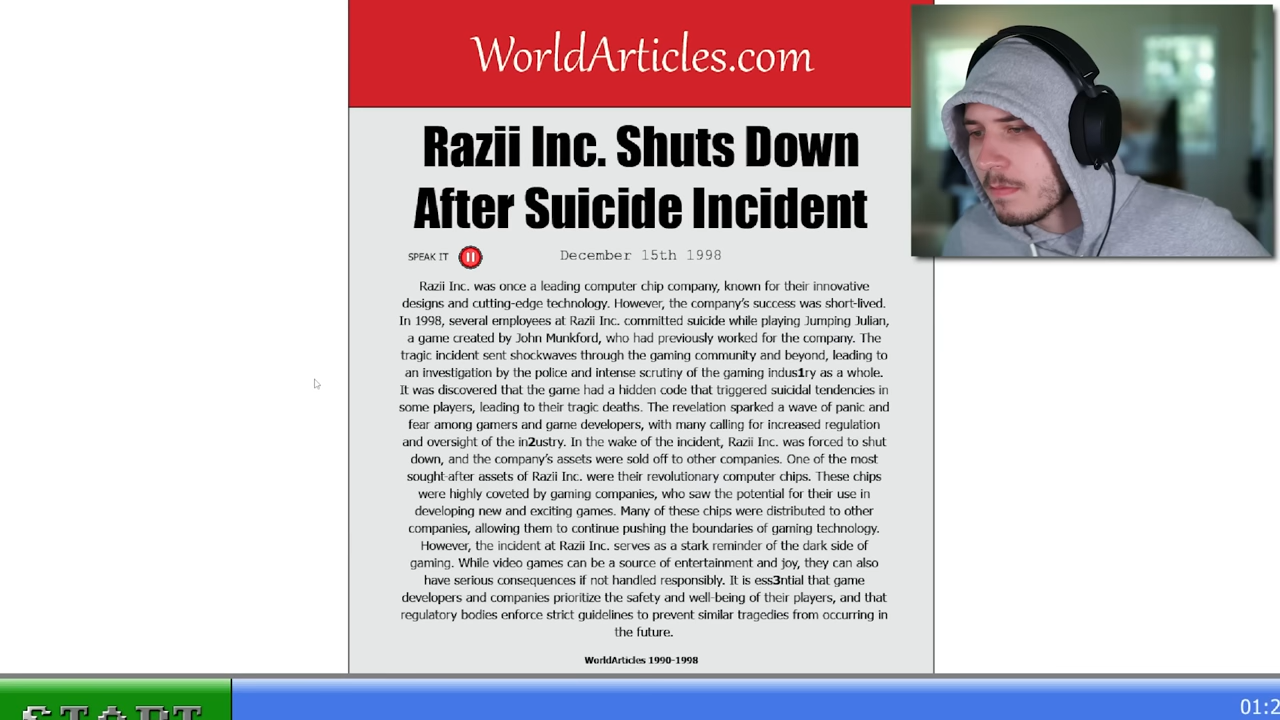 WorldArticles.com
Razii Inc. Shuts Down
After Suicide Incident
SPEAK IT
December 15th 1998
Razii Inc. was once a leading computer chip company, known for their innovative
designs and cutting-edge technology. However, the company's success was short-lived.
In 1998, several employees at Razii Inc. committed suicide while playing Jumping Julian,
a game created by John Munkford, who had previously worked for the company. The
tragic incident sent shockwaves through the gaming community and beyond, leading to
an investigation by the police and intense scrutiny of the gaming indus1ry as a whole.
It was discovered that the game had a hidden code that triggered suicidal tendencies in
some players, leading to their tragic deaths. The revelation sparked a wave of panic and
fear among gamers and game developers, with many calling for increased regulation
and oversight of the in2ustry. In the wake of the incident, Razii Inc. was forced to shut
down, and the company's assets were sold off to other companies. One of the most
sought-after assets of Razii Inc. were their revolutionary computer chips. These chips
were highly coveted by gaming companies, who saw the potential for their use in
developing new and exciting games. Many of these chips were distributed to other
companies, allowing them to continue pushing the boundaries of gaming technology.
However, the incident at Razii Inc. serves as a stark reminder of the dark side of
gaming. While video games can be a source of entertainment and joy, they can also
have serious consequences if not handled responsibly. It is ess3ntial that game
developers and companies prioritize the safety and well-being of their players, and that
regulatory bodies enforce strict guidelines to prevent similar tragedies from occurring in
the future.
WorldArticles 1990-1998
START
01:2